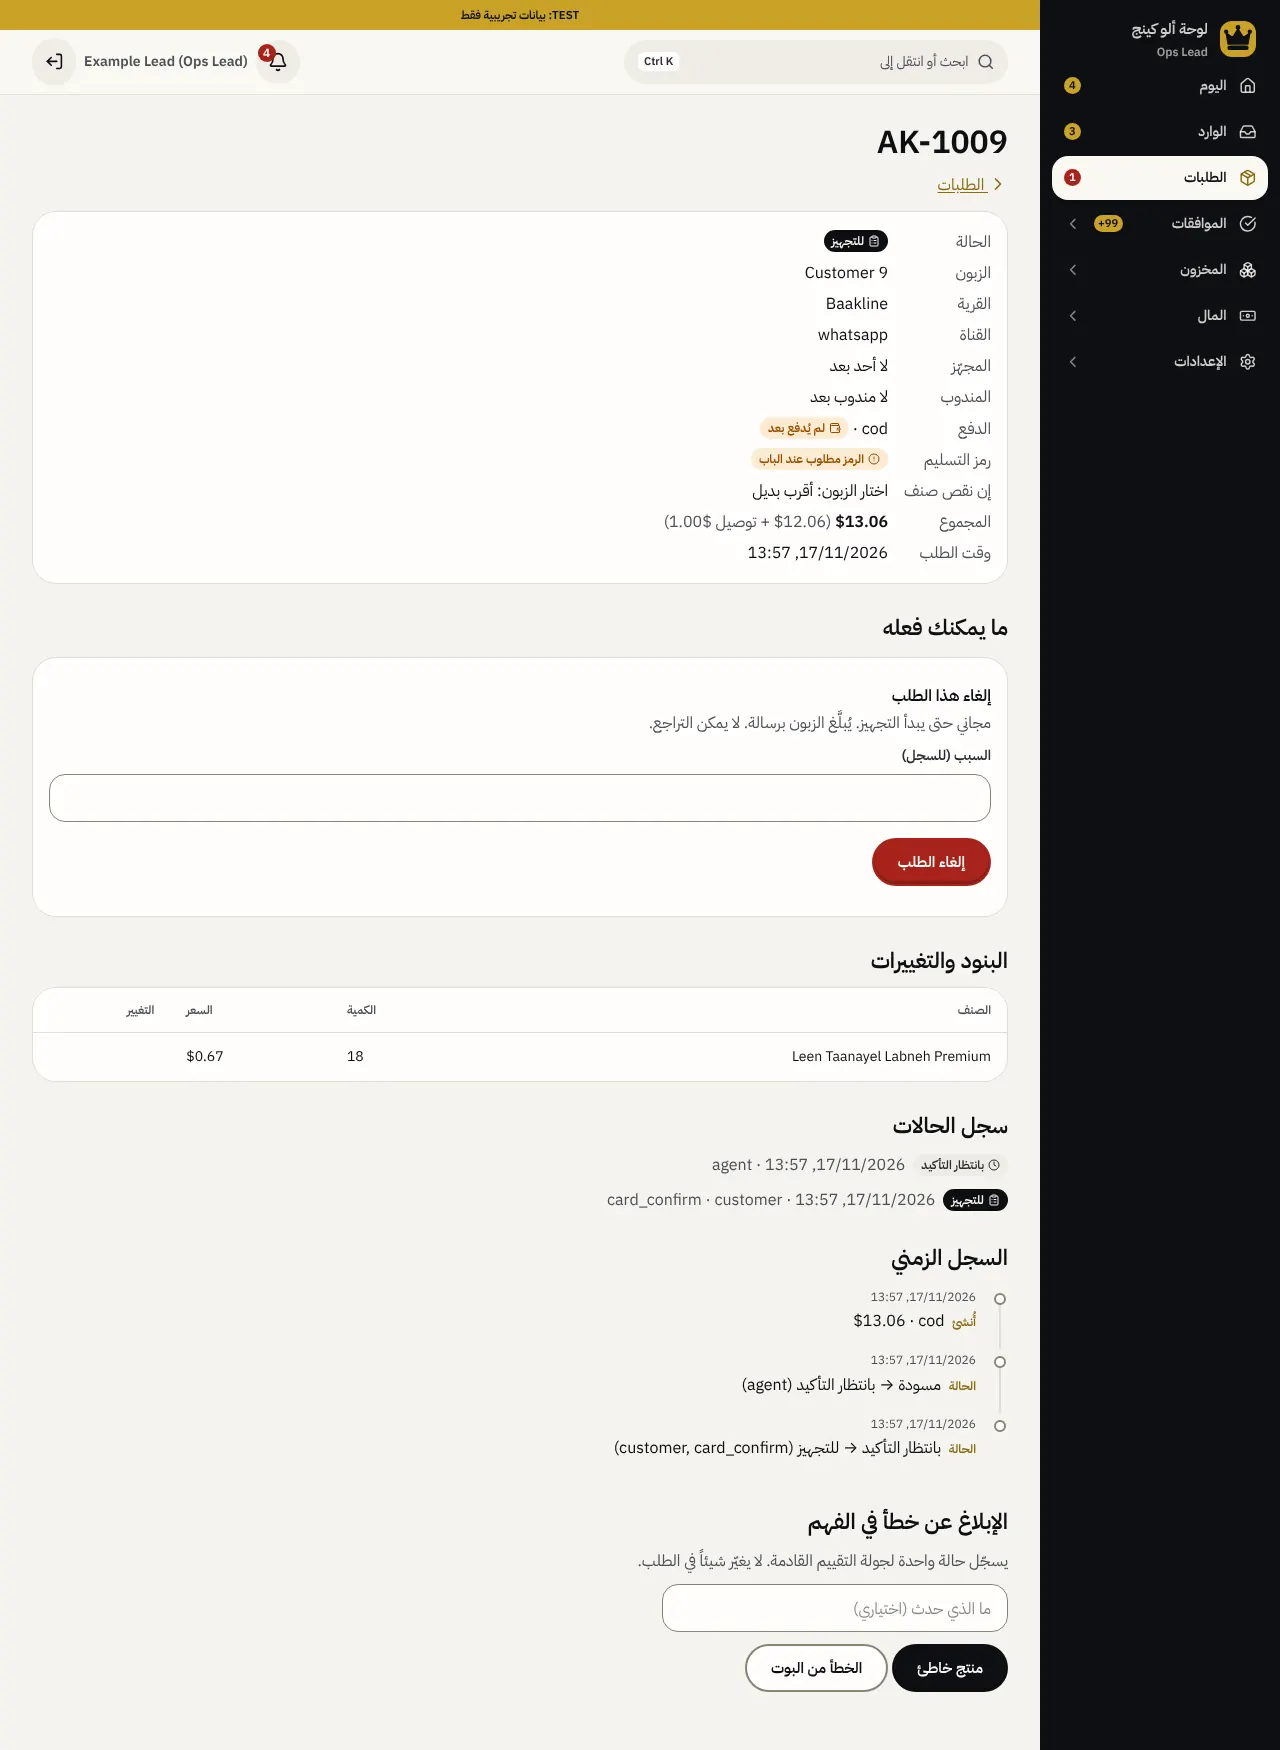 TEST: بيانات تجريبية فقط
لوحة ألو كينج
Ops Lead
اليوم 4
الوارد 3
الطلبات 1
الموافقات 99+
المخزون
المال
الإعدادات
ابحث أو انتقل إلى Ctrl K
4
Example Lead (Ops Lead)
AK-1009
الطلبات
الحالة للتجهيز
الزبون Customer 9
القرية Baakline
القناة whatsapp
المجهّز لا أحد بعد
المندوب لا مندوب بعد
الدفع cod · لم يُدفع بعد
رمز التسليم الرمز مطلوب عند الباب
إن نقص صنف اختار الزبون: أقرب بديل
المجموع $13.06 ($12.06 + توصيل $1.00)
وقت الطلب 17/11/2026, 13:57
ما يمكنك فعله
إلغاء هذا الطلب
مجاني حتى يبدأ التجهيز. يُبلَّغ الزبون برسالة. لا يمكن التراجع.
السبب (للسجل)
إلغاء الطلب
البنود والتغييرات
الصنف الكمية السعر التغيير
Leen Taanayel Labneh Premium 18 $0.67
سجل الحالات
بانتظار التأكيد 17/11/2026, 13:57 · agent
للتجهيز 17/11/2026, 13:57 · customer · card_confirm
السجل الزمني
17/11/2026, 13:57
أُنشئ $13.06 · cod
17/11/2026, 13:57
الحالة مسودة → بانتظار التأكيد (agent)
17/11/2026, 13:57
الحالة بانتظار التأكيد → للتجهيز (customer, card_confirm)
الإبلاغ عن خطأ في الفهم
يسجّل حالة واحدة لجولة التقييم القادمة. لا يغيّر شيئاً في الطلب.
ما الذي حدث (اختياري)
منتج خاطئ
الخطأ من البوت